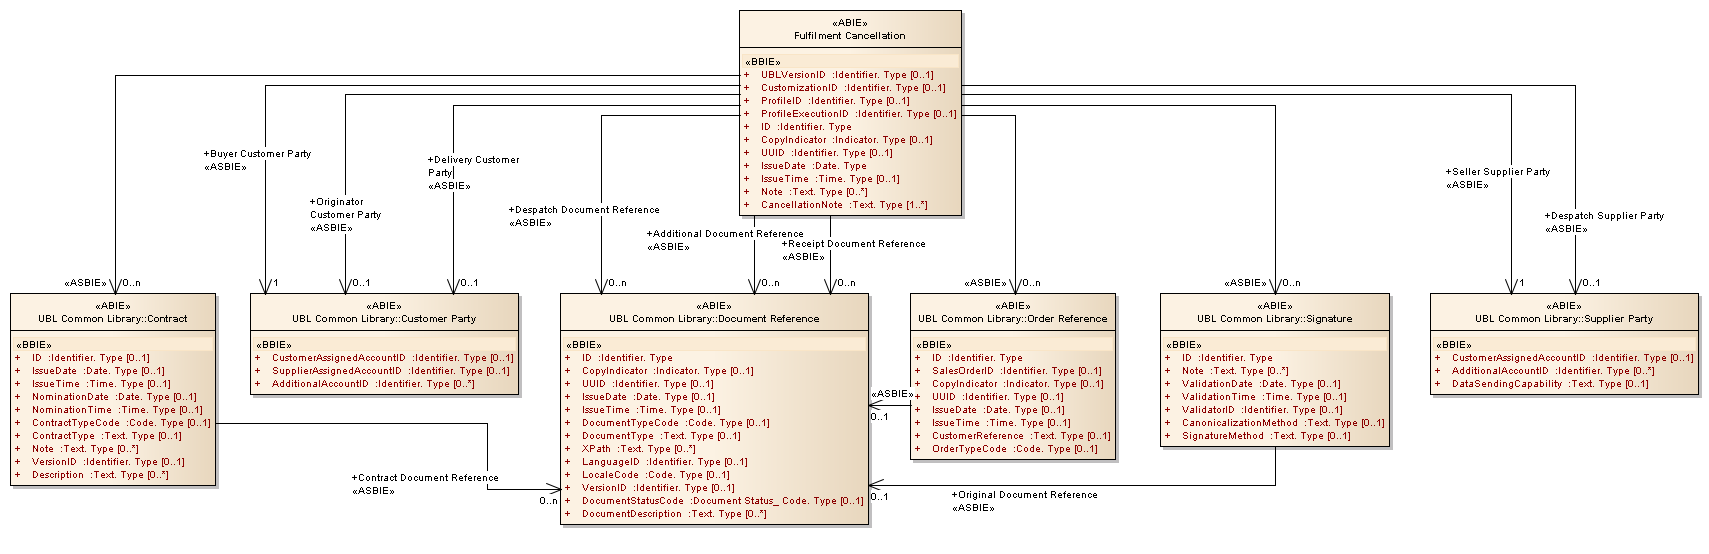 «ABIE»
Fulfilment Cancellation
«BBIE»
+ UBLVersionID :Identifier. Type [0..1]
+ CustomizationID :Identifier. Type [0..1]
+ ProfileID :Identifier. Type [0..1]
+ ProfileExecutionID :Identifier. Type [0..1]
+ ID :Identifier. Type
+ CopyIndicator :Indicator. Type [0..1]
+ UUID :Identifier. Type [0..1]
+ IssueDate :Date. Type
+ IssueTime :Time. Type [0..1]
+ Note :Text. Type [0..*]
+ CancellationNote :Text. Type [1..*]
+Buyer Customer Party
«ASBIE»
+Originator
Customer Party
«ASBIE»
+Delivery Customer
Party
«ASBIE»
+Despatch Document Reference
«ASBIE»
+Additional Document Reference
«ASBIE»
+Receipt Document Reference
«ASBIE»
+Seller Supplier Party
«ASBIE»
+Despatch Supplier Party
«ASBIE»
«ASBIE» 0..n
1
0..1
0..1
0..n
0..n
0..n
«ASBIE» 0..n
«ASBIE» 0..n
1
0..1
«ABIE»
UBL Common Library::Contract
«BBIE»
+ ID :Identifier. Type [0..1]
+ IssueDate :Date. Type [0..1]
+ IssueTime :Time. Type [0..1]
+ NominationDate :Date. Type [0..1]
+ NominationTime :Time. Type [0..1]
+ ContractTypeCode :Code. Type [0..1]
+ ContractType :Text. Type [0..1]
+ Note :Text. Type [0..*]
+ VersionID :Identifier. Type [0..1]
+ Description :Text. Type [0..*]
«ABIE»
UBL Common Library::Customer Party
«BBIE»
+ CustomerAssignedAccountID :Identifier. Type [0..1]
+ SupplierAssignedAccountID :Identifier. Type [0..1]
+ AdditionalAccountID :Identifier. Type [0..*]
«ABIE»
UBL Common Library::Document Reference
«BBIE»
+ ID :Identifier. Type
+ CopyIndicator :Indicator. Type [0..1]
+ UUID :Identifier. Type [0..1]
+ IssueDate :Date. Type [0..1]
+ IssueTime :Time. Type [0..1]
+ DocumentTypeCode :Code. Type [0..1]
+ DocumentType :Text. Type [0..1]
+ XPath :Text. Type [0..*]
+ LanguageID :Identifier. Type [0..1]
+ LocaleCode :Code. Type [0..1]
+ VersionID :Identifier. Type [0..1]
+ DocumentStatusCode :Document Status_ Code. Type [0..1]
+ DocumentDescription :Text. Type [0..*]
«ABIE»
UBL Common Library::Order Reference
«BBIE»
+ ID :Identifier. Type
+ SalesOrderID :Identifier. Type [0..1]
+ CopyIndicator :Indicator. Type [0..1]
+ UUID :Identifier. Type [0..1]
+ IssueDate :Date. Type [0..1]
+ IssueTime :Time. Type [0..1]
+ CustomerReference :Text. Type [0..1]
+ OrderTypeCode :Code. Type [0..1]
«ABIE»
UBL Common Library::Signature
«BBIE»
+ ID :Identifier. Type
+ Note :Text. Type [0..*]
+ ValidationDate :Date. Type [0..1]
+ ValidationTime :Time. Type [0..1]
+ ValidatorID :Identifier. Type [0..1]
+ CanonicalizationMethod :Text. Type [0..1]
+ SignatureMethod :Text. Type [0..1]
«ABIE»
UBL Common Library::Supplier Party
«BBIE»
+ CustomerAssignedAccountID :Identifier. Type [0..1]
+ AdditionalAccountID :Identifier. Type [0..*]
+ DataSendingCapability :Text. Type [0..1]
«ASBIE»
0..1
+Contract Document Reference
«ASBIE»
0..n
0..1
+Original Document Reference
«ASBIE»